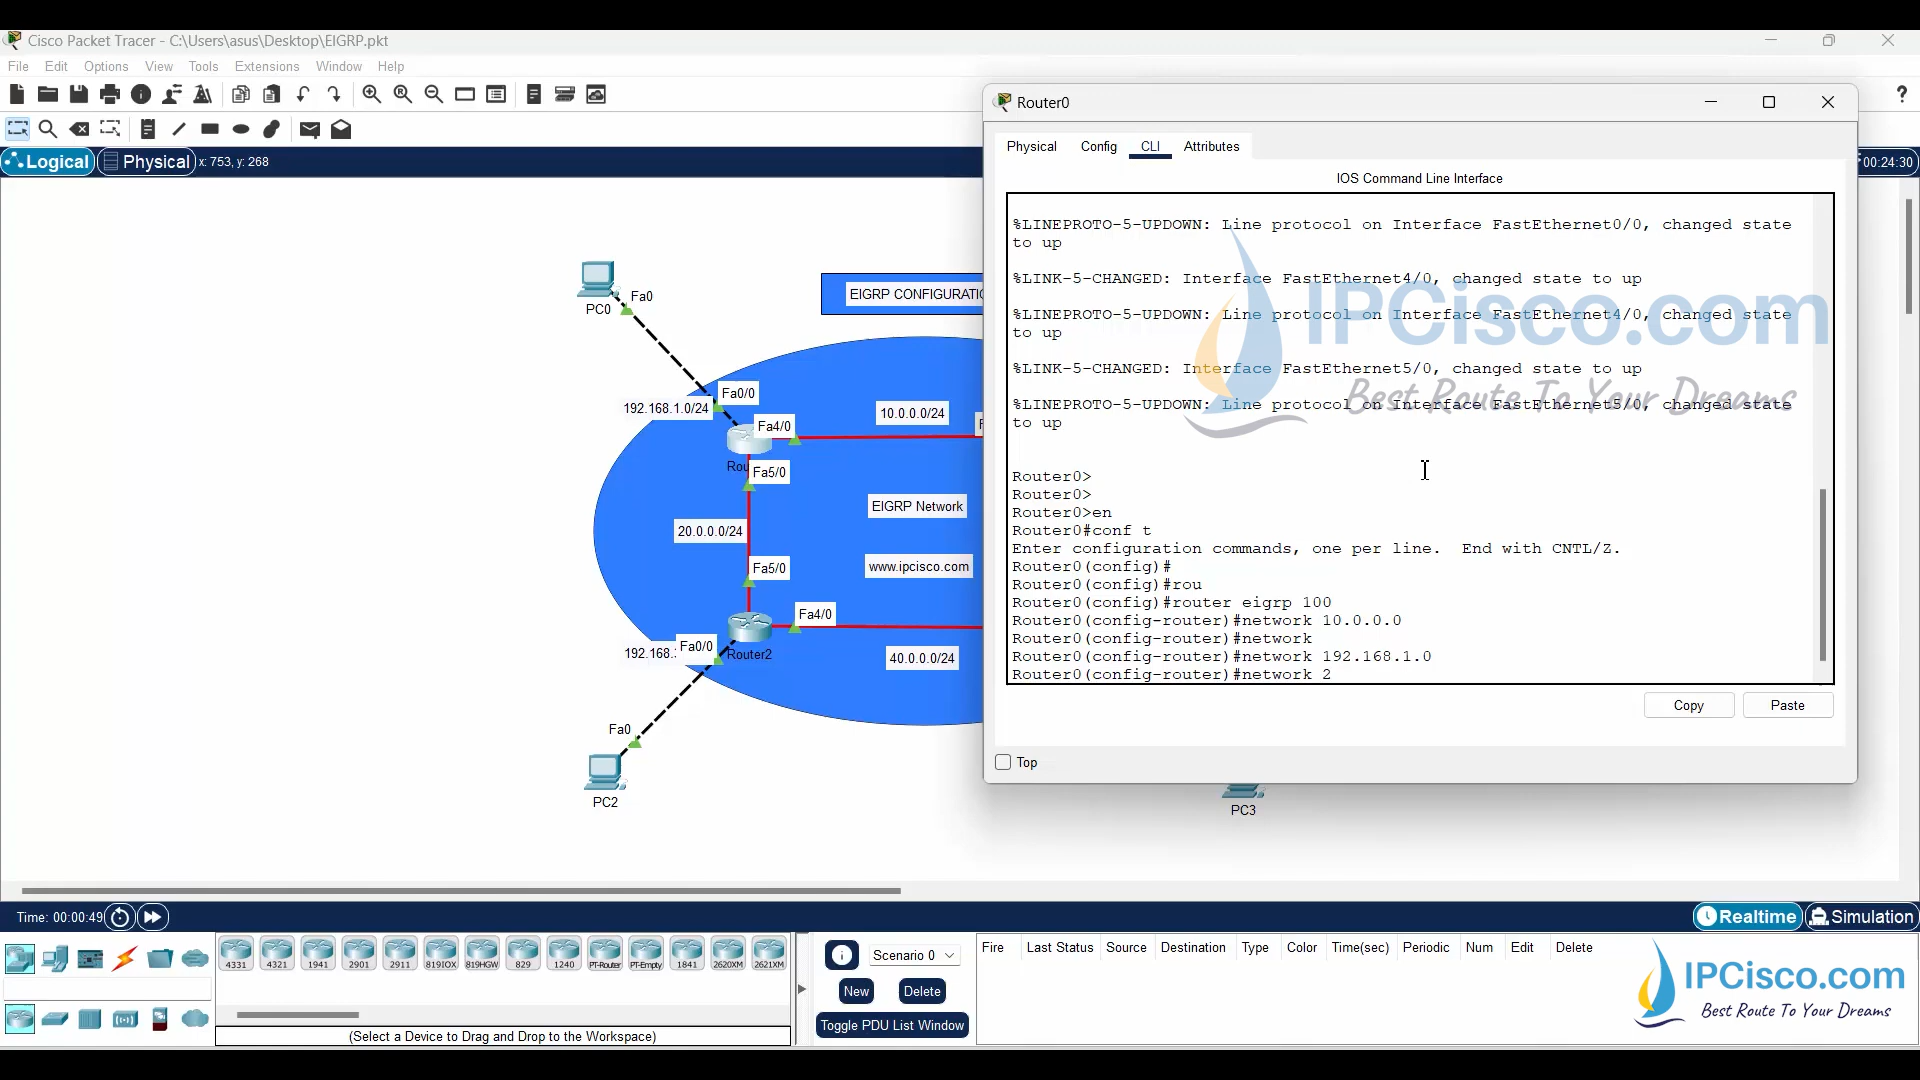 Cisco Packet Tracer - C:\Users\asus\Desktop\EIGRP.pkt
File Edit Options View Tools Extensions Window Help
?
Logical Physical x: 753, y: 268
00:24:30
PC0
Fa0
EIGRP CONFIGURATIO
Fa0/0
192.168.1.0/24
10.0.0.0/24
Fa4/0
Rou
Fa5/0
EIGRP Network
20.0.0.0/24
www.ipcisco.com
Fa5/0
Fa4/0
Fa0/0
192.168.
Router2
40.0.0.0/24
Fa0
PC2
PC3
Router0
Physical Config CLI Attributes
IOS Command Line Interface
%LINEPROTO-5-UPDOWN: Line protocol on Interface FastEthernet0/0, changed state
to up
%LINK-5-CHANGED: Interface FastEthernet4/0, changed state to up
%LINEPROTO-5-UPDOWN: Line protocol on Interface FastEthernet4/0, changed state
to up
%LINK-5-CHANGED: Interface FastEthernet5/0, changed state to up
%LINEPROTO-5-UPDOWN: Line protocol on Interface FastEthernet5/0, changed state
to up
Router0>
Router0>
Router0>en
Router0#conf t
Enter configuration commands, one per line.  End with CNTL/Z.
Router0(config)#
Router0(config)#rou
Router0(config)#router eigrp 100
Router0(config-router)#network 10.0.0.0
Router0(config-router)#network
Router0(config-router)#network 192.168.1.0
Router0(config-router)#network 2
IPCisco.com
Best Route To Your Dreams
Copy Paste
Top
Time: 00:00:49
Realtime Simulation
4331 4321 1941 2901 2911 819IOX 819HGW 829 1240 PT-Router PT-Empty 1841 2620XM 2621XM
(Select a Device to Drag and Drop to the Workspace)
Scenario 0
New Delete
Toggle PDU List Window
Fire Last Status Source Destination Type Color Time(sec) Periodic Num Edit Delete
IPCisco.com
Best Route To Your Dreams